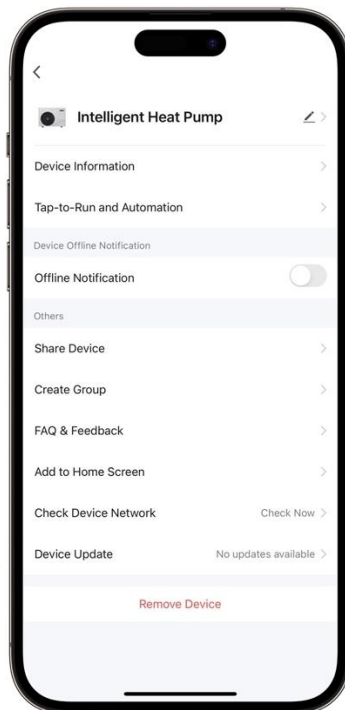 Intelligent Heat Pump
Device Information
Tap-to-Run and Automation
Device Offline Notification
Offline Notification
Others
Share Device
Create Group
FAQ & Feedback
Add to Home Screen
Check Device Network Check Now
Device Update No updates available
Remove Device